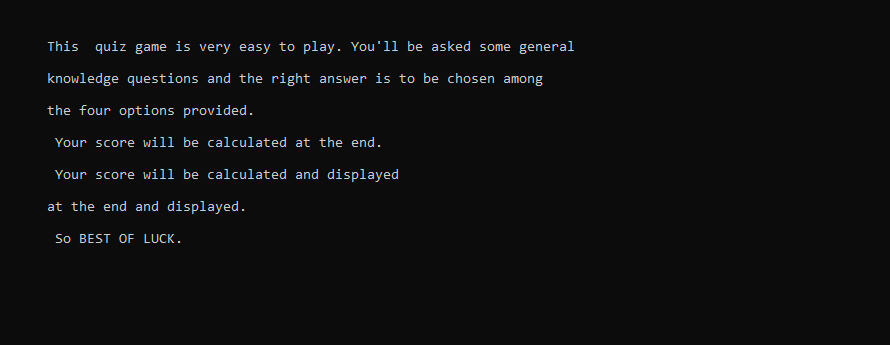 This  quiz game is very easy to play. You'll be asked some general
knowledge questions and the right answer is to be chosen among
the four options provided.
 Your score will be calculated at the end.
 Your score will be calculated and displayed
at the end and displayed.
 So BEST OF LUCK.